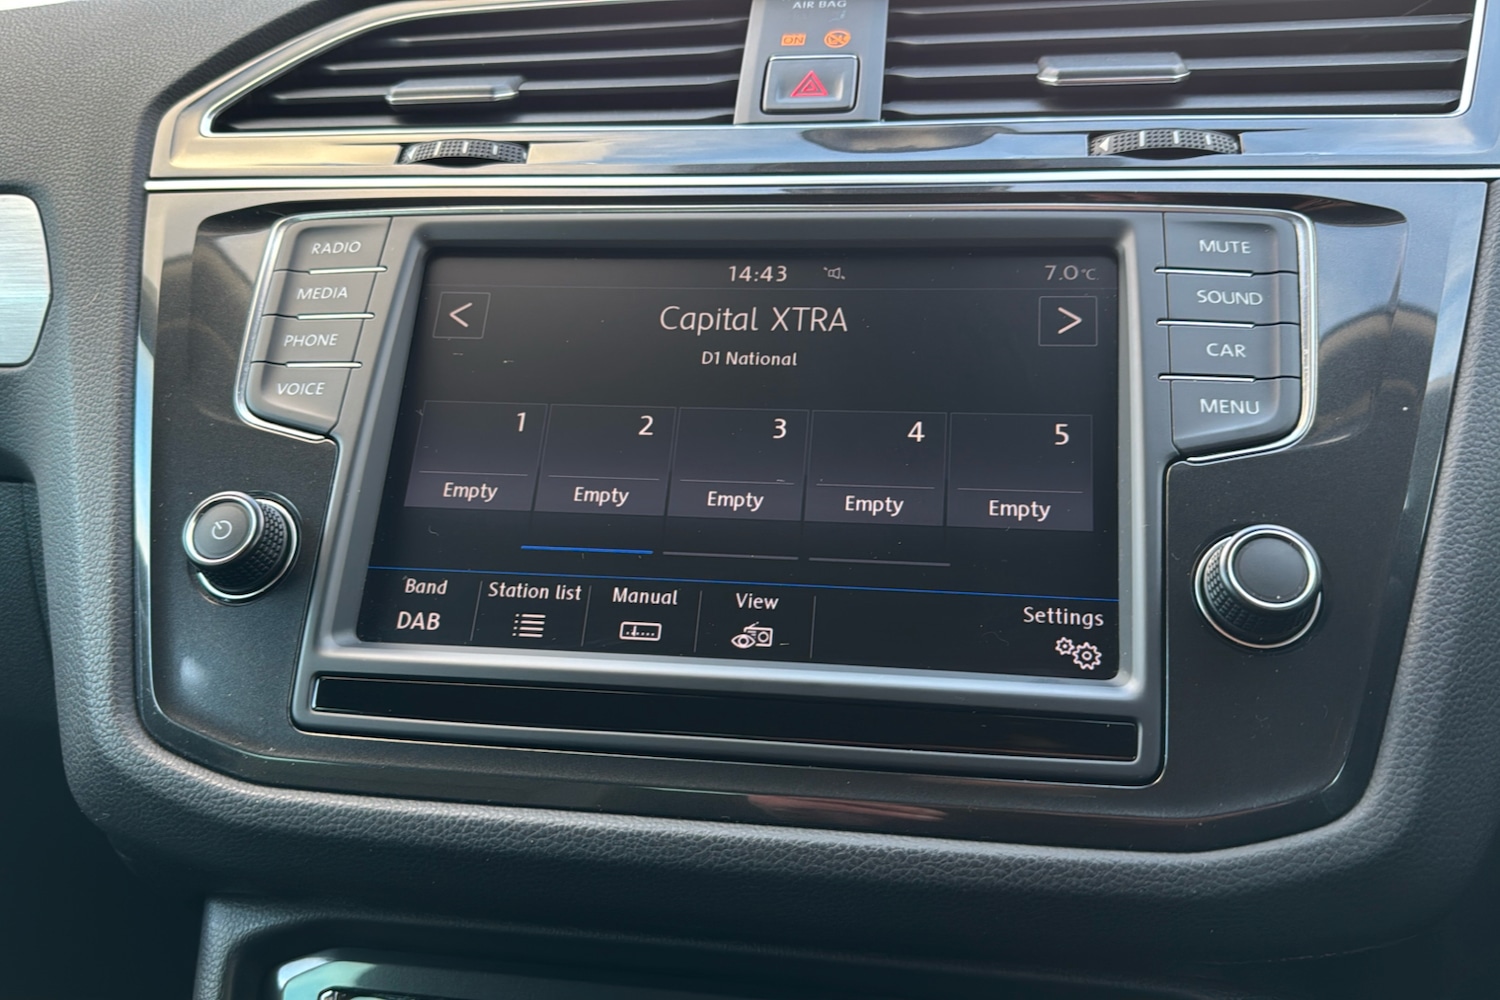 AIR BAG
ON
RADIO
MEDIA
PHONE
VOICE
14:43
7.0°C
<
Capital XTRA
>
D1 National
1
2
3
4
5
Empty
Empty
Empty
Empty
Empty
Band
DAB
Station list
Manual
View
Settings
MUTE
SOUND
CAR
MENU